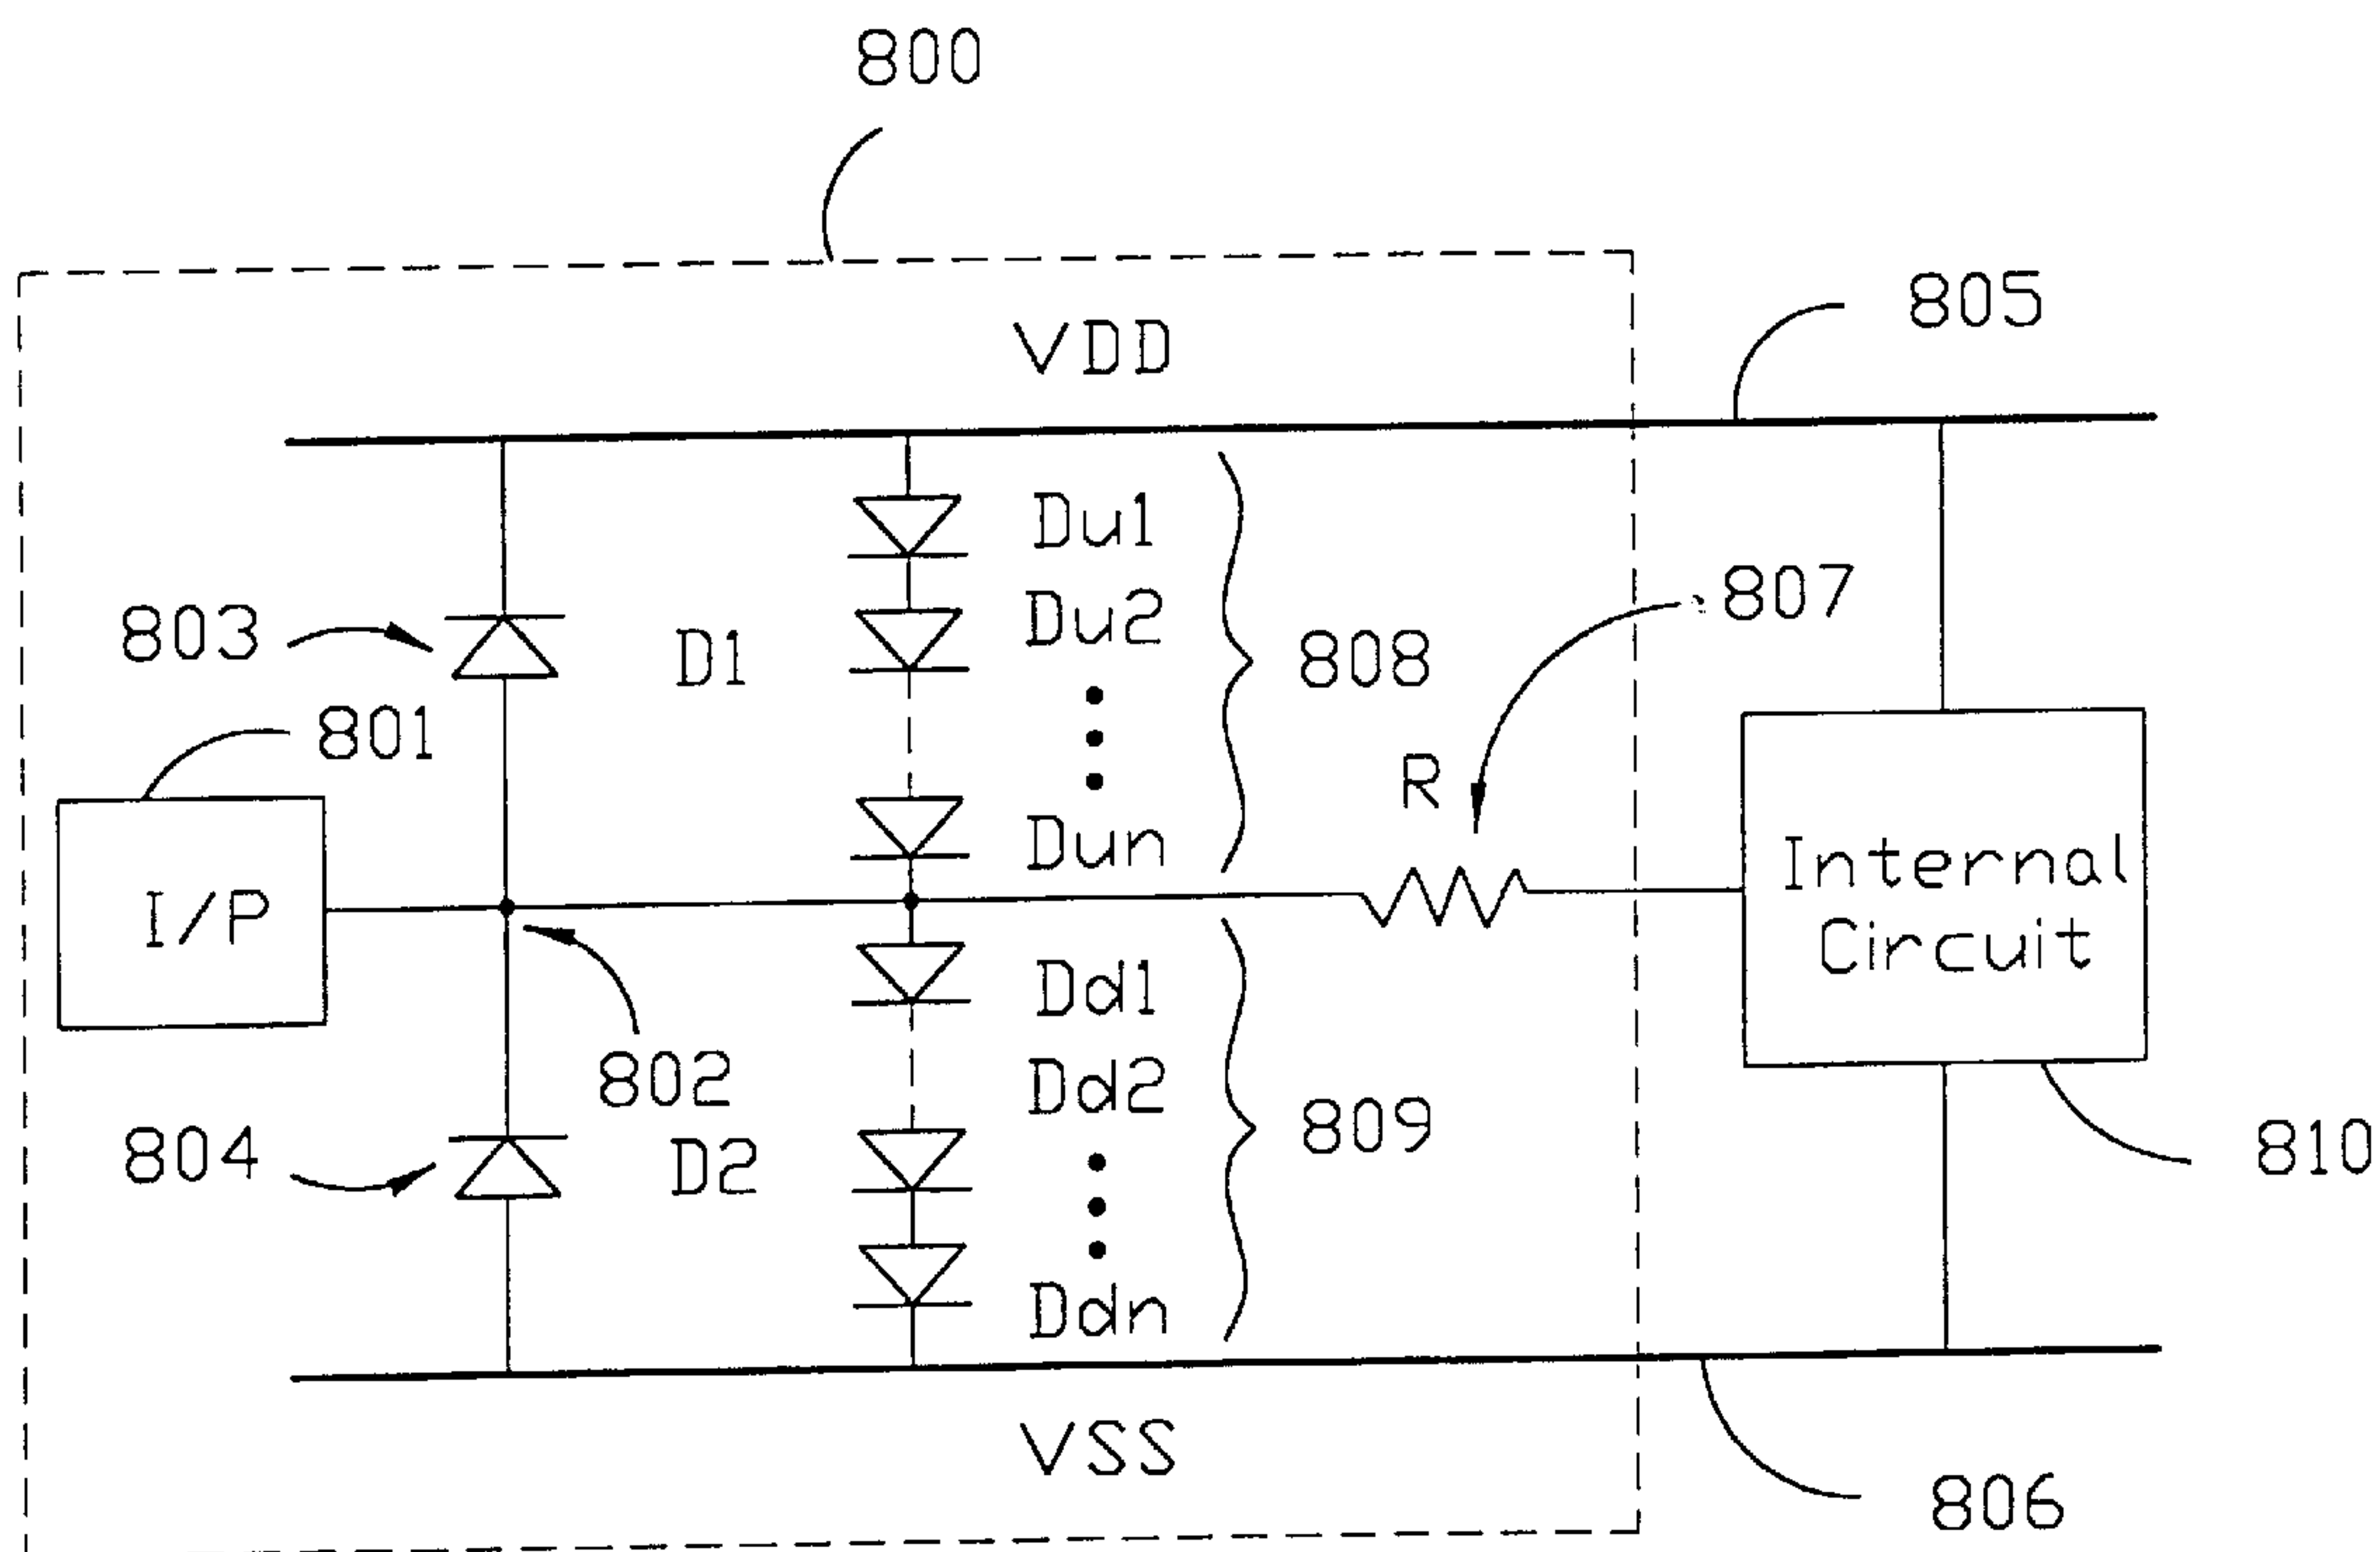 800
805
VDD
Du1
803
D1
Du2
808
807
801
R
Dun
I/P
Internal
Circuit
Dd1
802
Dd2
809
804
D2
810
Ddn
VSS
806